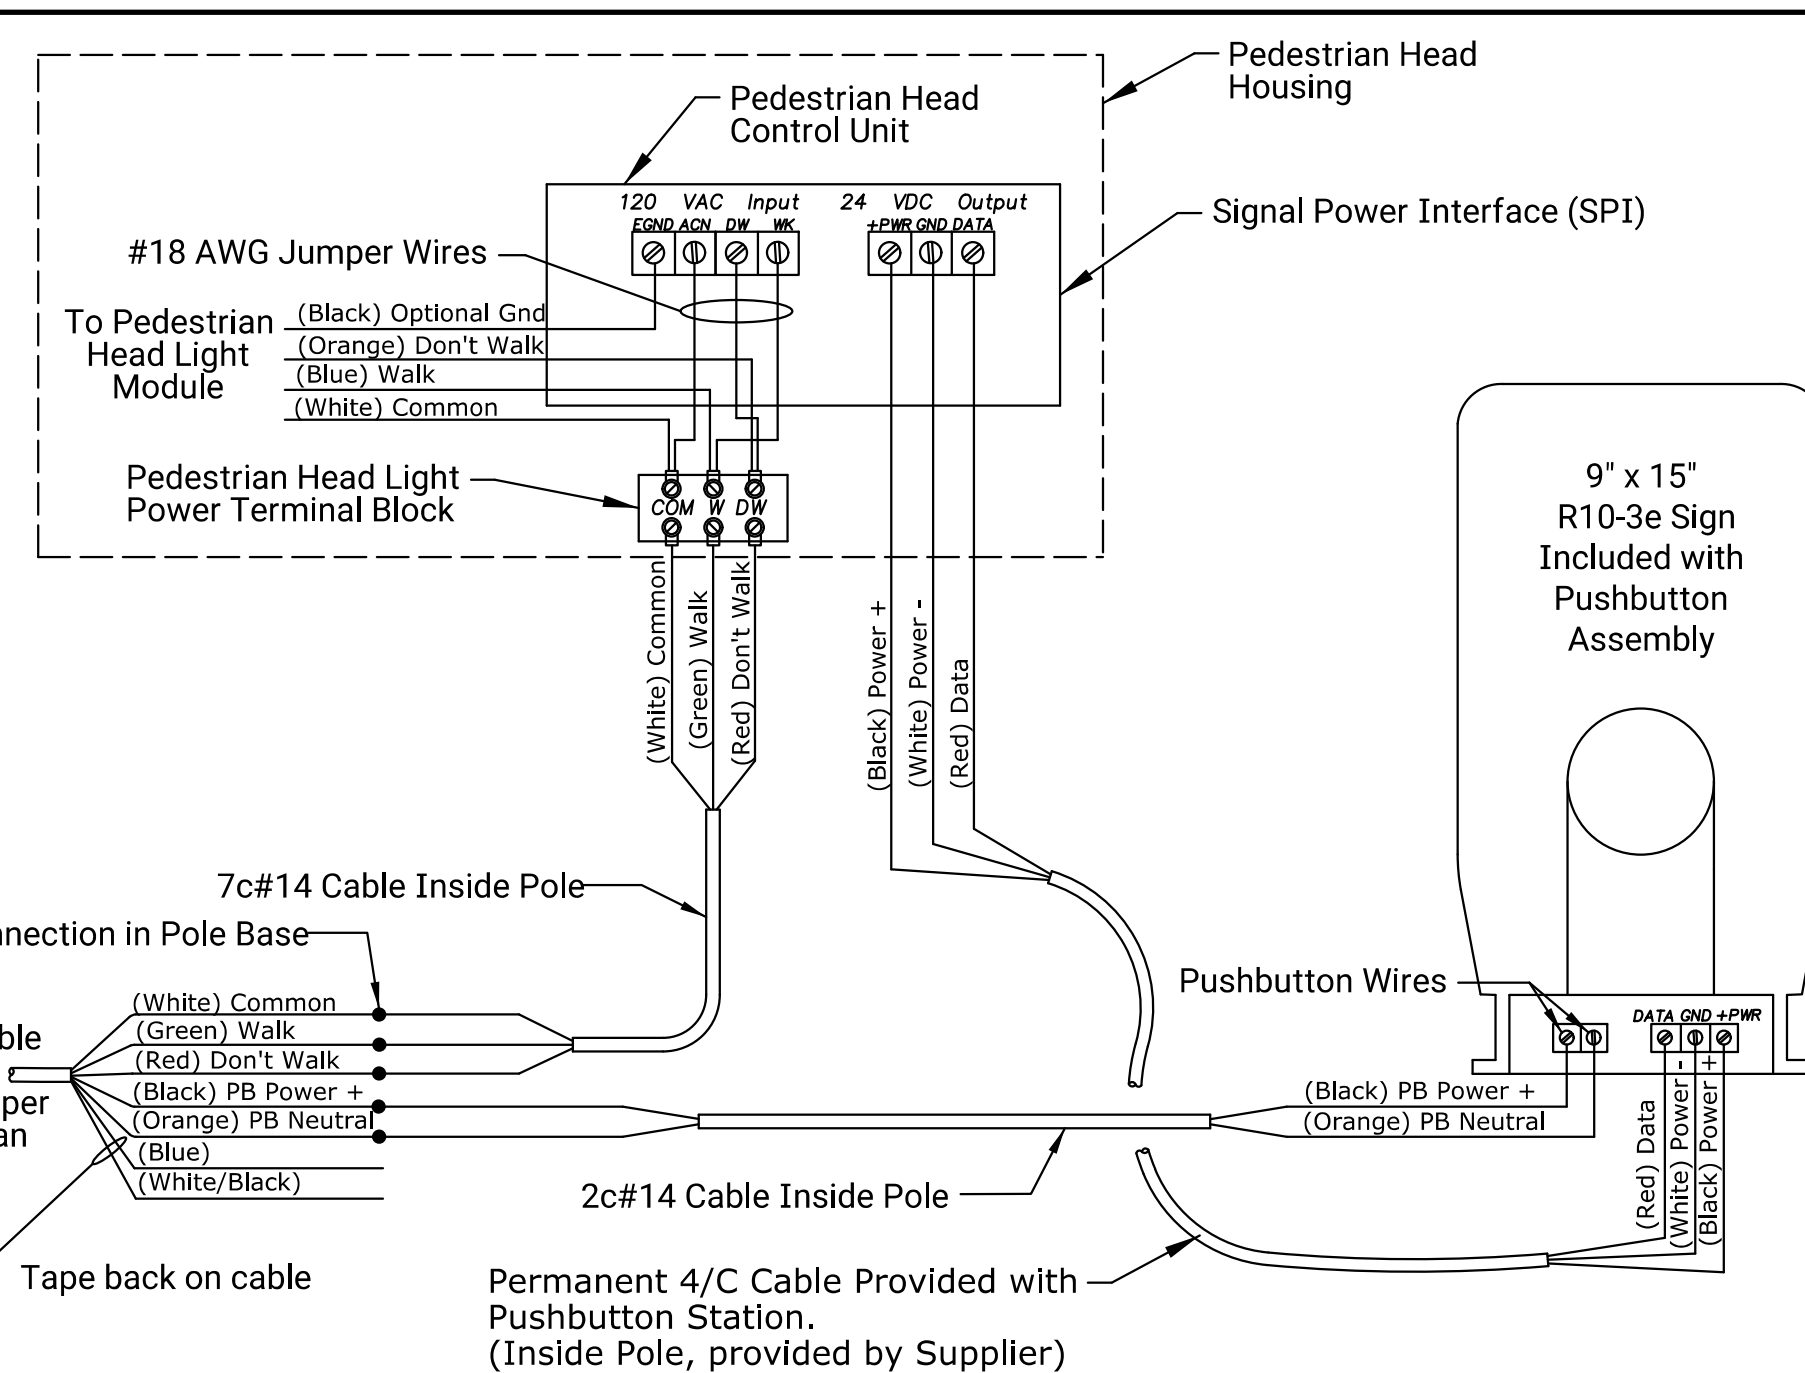 Pedestrian Head
Housing
Pedestrian Head
Control Unit
120 VAC Input
24 VDC Output
EGND ACN DW WK
+PWR GND DATA
Signal Power Interface (SPI)
#18 AWG Jumper Wires
To Pedestrian
Head Light
Module
(Black) Optional Gnd
(Orange) Don't Walk
(Blue) Walk
(White) Common
Pedestrian Head Light
Power Terminal Block
COM W DW
(White) Common
(Green) Walk
(Red) Don't Walk
(Black) Power +
(White) Power -
(Red) Data
9" x 15"
R10-3e Sign
Included with
Pushbutton
Assembly
7c#14 Cable Inside Pole
nnection in Pole Base
Pushbutton Wires
DATA GND +PWR
(White) Common
(Green) Walk
(Red) Don't Walk
(Black) PB Power +
(Orange) PB Neutral
(Blue)
(White/Black)
ble
per
an
(Black) PB Power +
(Orange) PB Neutral
(Red) Data
(White) Power -
(Black) Power +
2c#14 Cable Inside Pole
Tape back on cable
Permanent 4/C Cable Provided with
Pushbutton Station.
(Inside Pole, provided by Supplier)